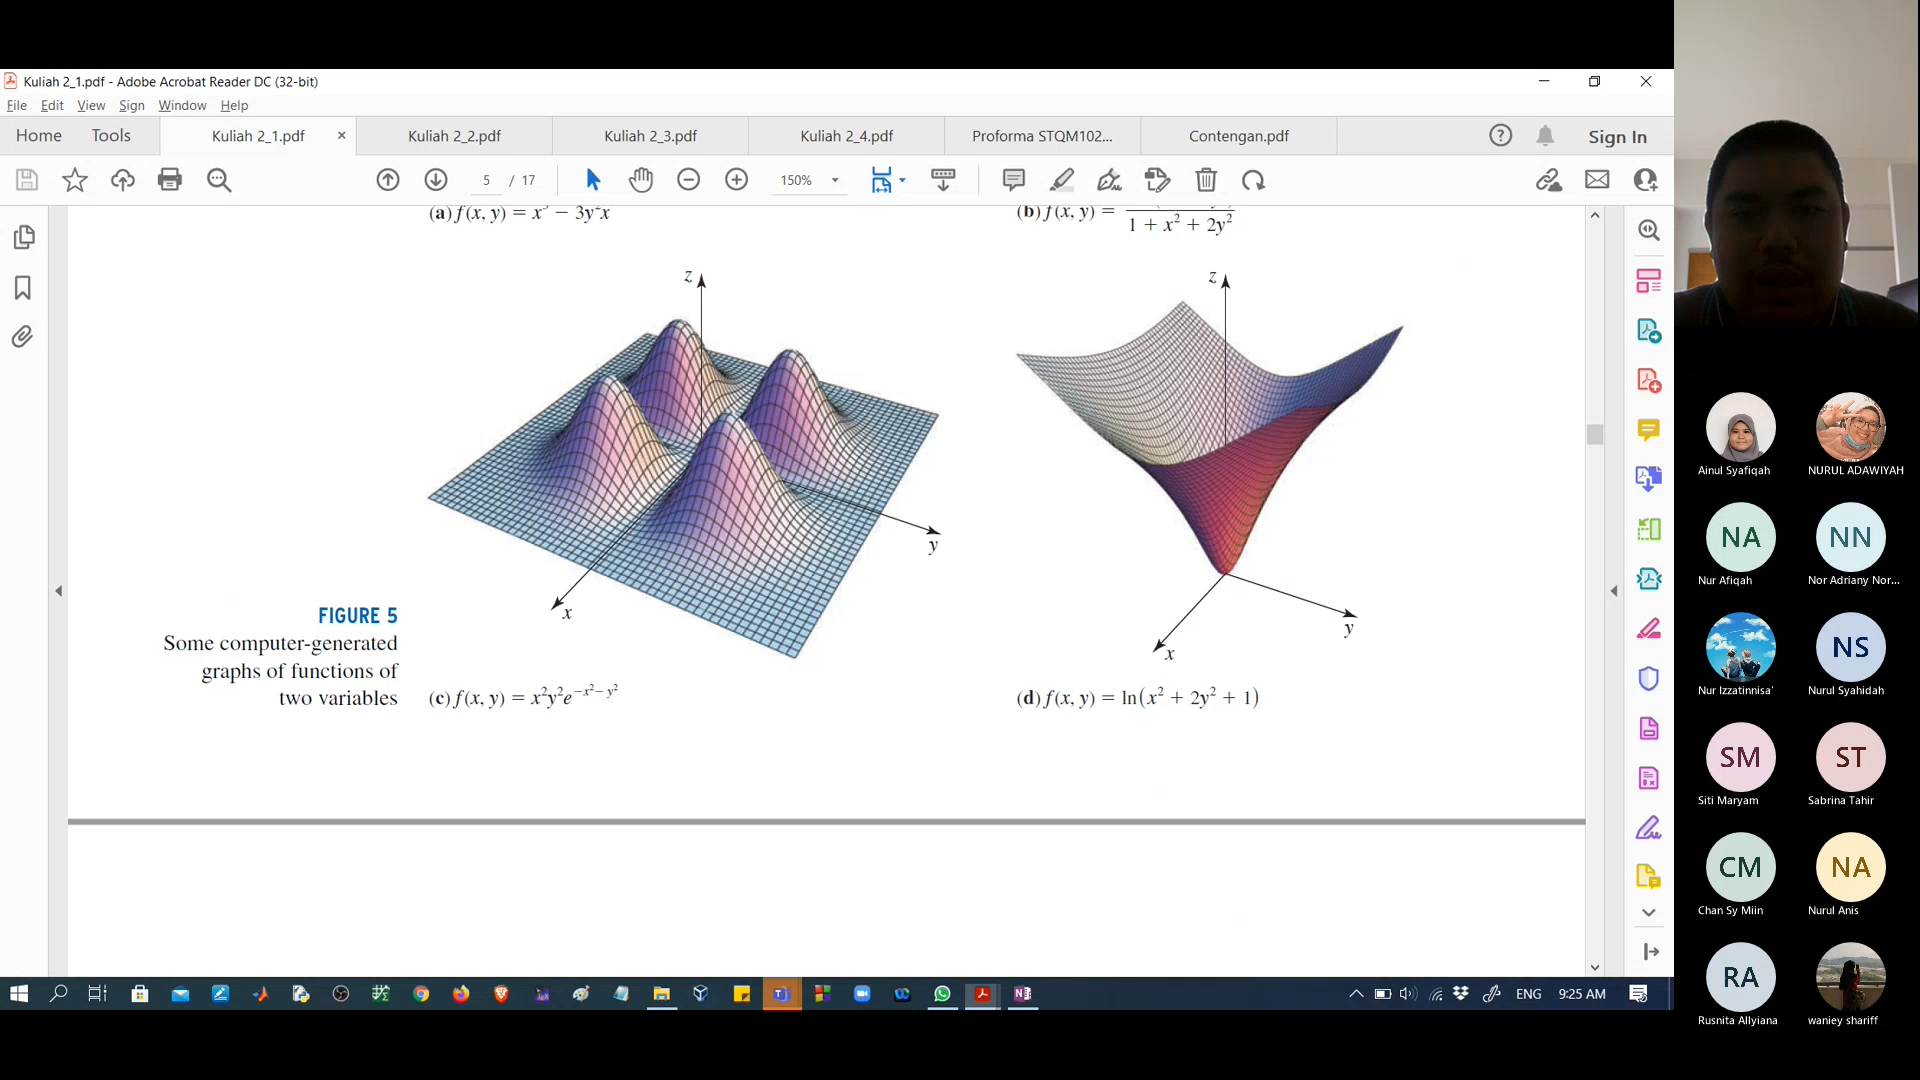 Kuliah 2_1.pdf - Adobe Acrobat Reader DC (32-bit)
File Edit View Sign Window Help
Home Tools Kuliah 2_1.pdf × Kuliah 2_2.pdf Kuliah 2_3.pdf Kuliah 2_4.pdf Proforma STQM102... Contengan.pdf Sign In
5 / 17 150%
(a) f(x, y) = x³ − 3y²x
(b) f(x, y) =
1 + x² + 2y²
z
y
x
z
y
x
FIGURE 5
Some computer-generated
graphs of functions of
two variables
(c) f(x, y) = x²y²e^−x²−y²
(d) f(x, y) = ln(x² + 2y² + 1)
Ainul Syafiqah
NURUL ADAWIYAH
NA
Nur Afiqah
NN
Nor Adriany Nor...
Nur Izzatinnisa'
NS
Nurul Syahidah
SM
Siti Maryam
ST
Sabrina Tahir
CM
Chan Sy Miin
NA
Nurul Anis
RA
Rusnita Allyiana
waniey shariff
ENG 9:25 AM